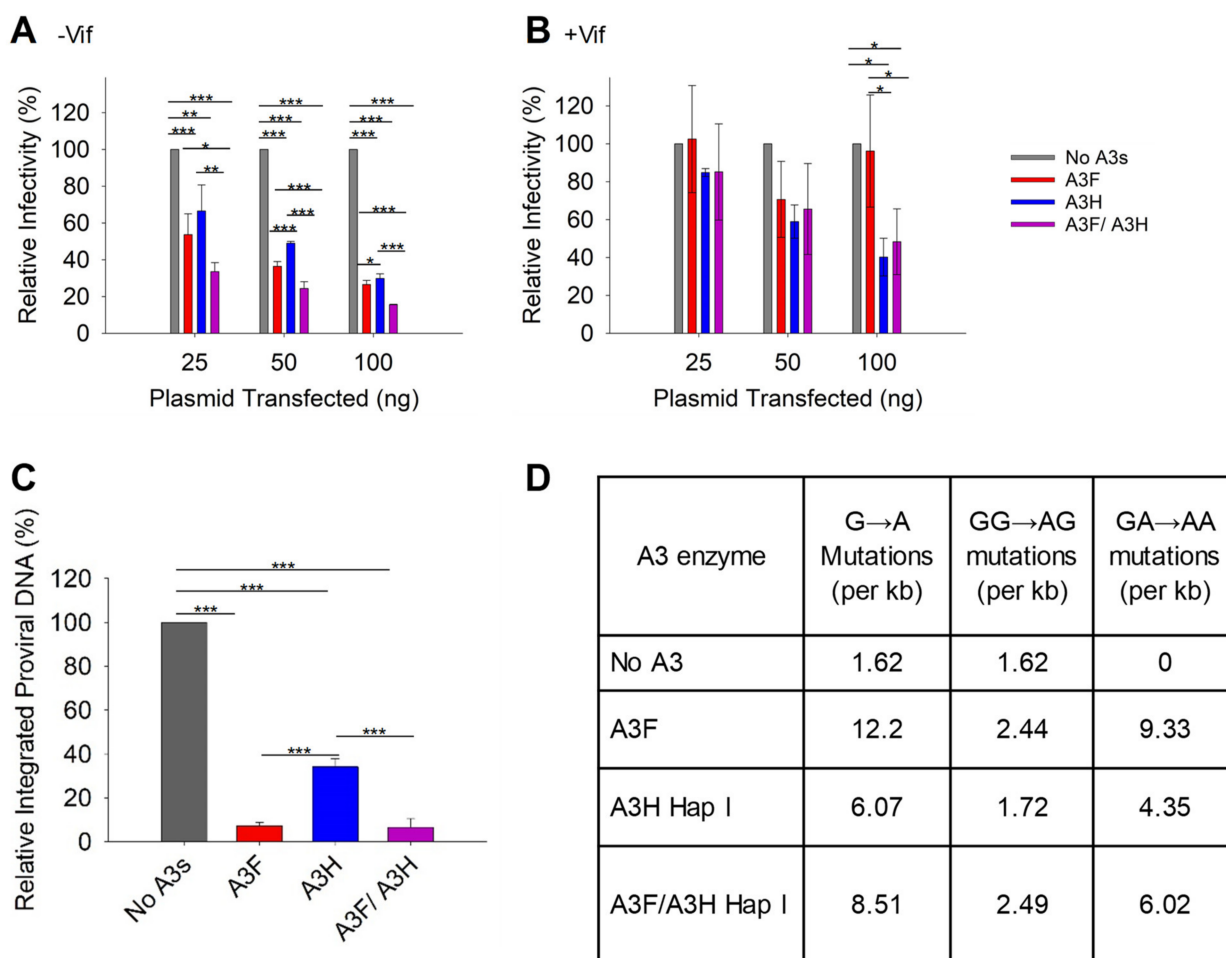 A -Vif
Relative Infectivity (%)
120
100
80
60
40
20
0
***
**
***
*
**
***
***
***
***
***
***
***
***
***
***
***
*
25
50
100
Plasmid Transfected (ng)
B +Vif
Relative Infectivity (%)
120
100
80
60
40
20
0
*
*
*
*
25
50
100
Plasmid Transfected (ng)
No A3s
A3F
A3H
A3F/ A3H
C
Relative Integrated Proviral DNA (%)
120
100
80
60
40
20
0
***
***
***
***
***
No A3s
A3F
A3H
A3F/ A3H
D
A3 enzyme
G→A
Mutations
(per kb)
GG→AG
mutations
(per kb)
GA→AA
mutations
(per kb)
No A3 1.62 1.62 0
A3F 12.2 2.44 9.33
A3H Hap I 6.07 1.72 4.35
A3F/A3H Hap I 8.51 2.49 6.02